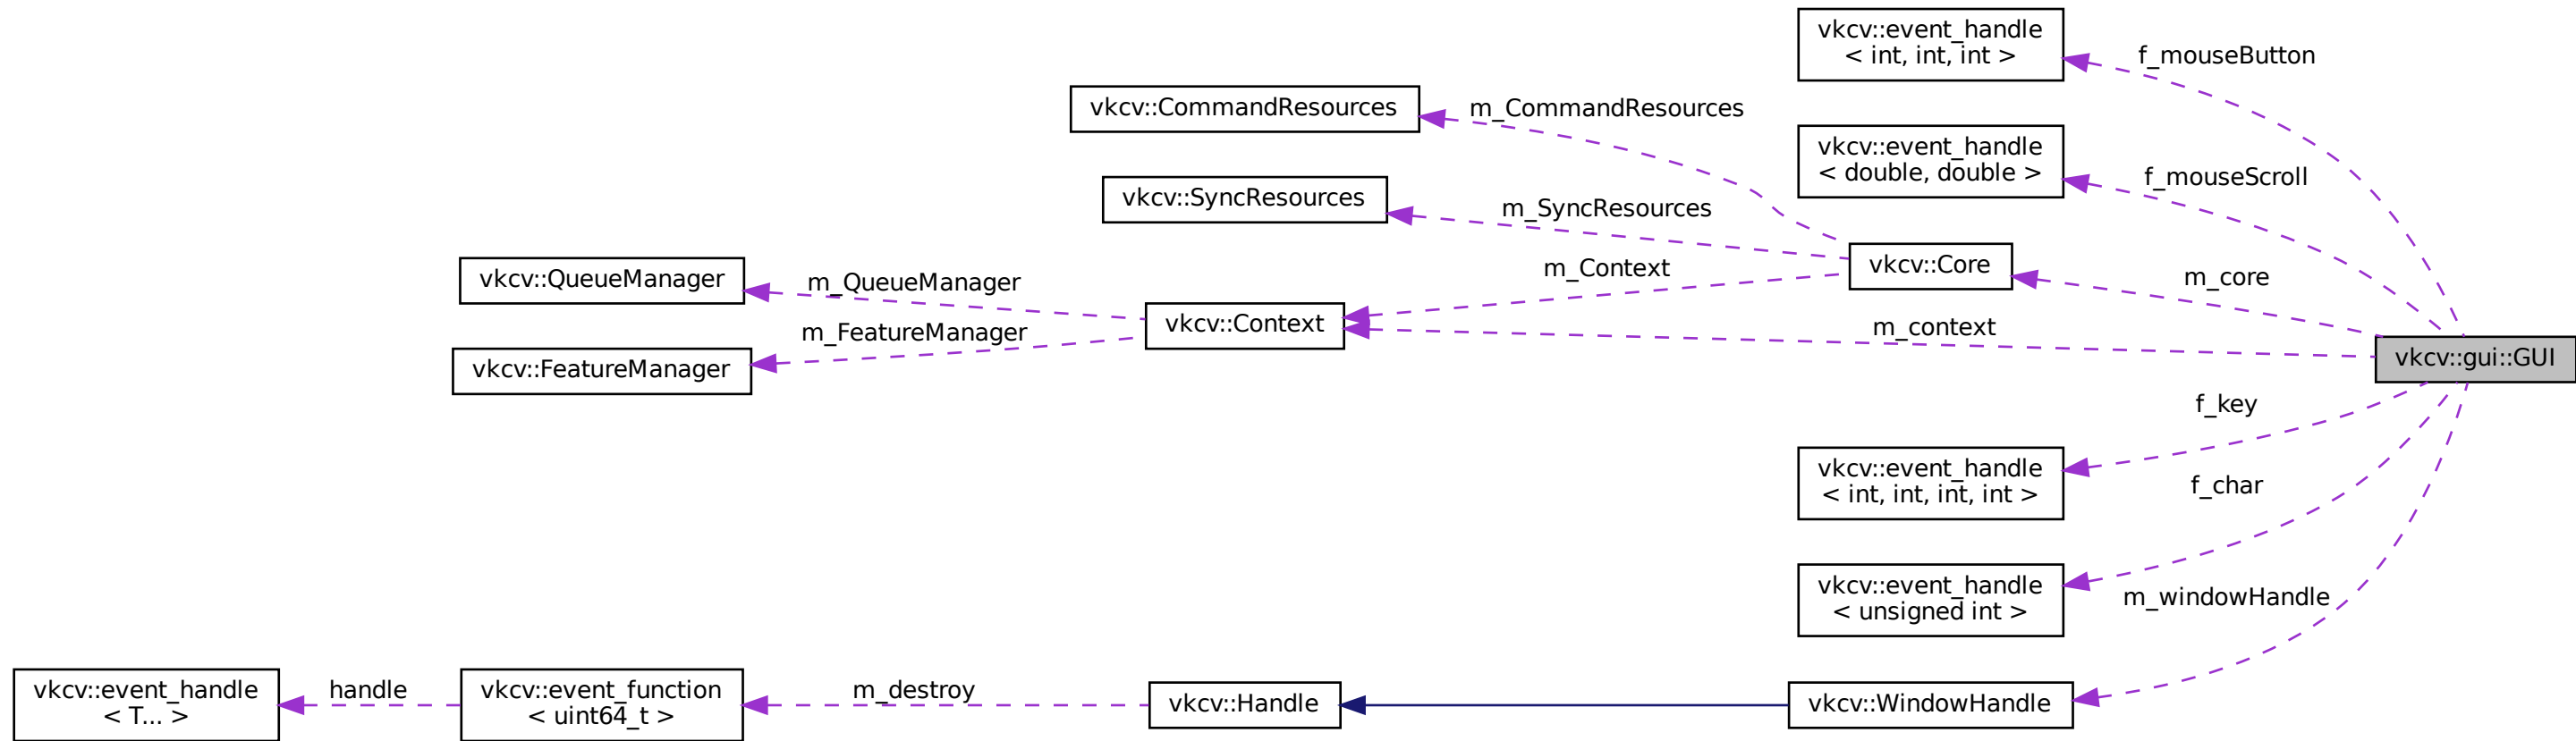 vkcv::event_handle
< int, int, int >
f_mouseButton
vkcv::CommandResources
m_CommandResources
vkcv::event_handle
< double, double >
f_mouseScroll
vkcv::SyncResources
m_SyncResources
vkcv::QueueManager
m_QueueManager
m_Context
vkcv::Core
m_core
vkcv::FeatureManager
m_FeatureManager
vkcv::Context
m_context
vkcv::gui::GUI
f_key
vkcv::event_handle
< int, int, int, int >
f_char
vkcv::event_handle
< unsigned int >
m_windowHandle
vkcv::event_handle
< T... >
handle
vkcv::event_function
< uint64_t >
m_destroy
vkcv::Handle
vkcv::WindowHandle